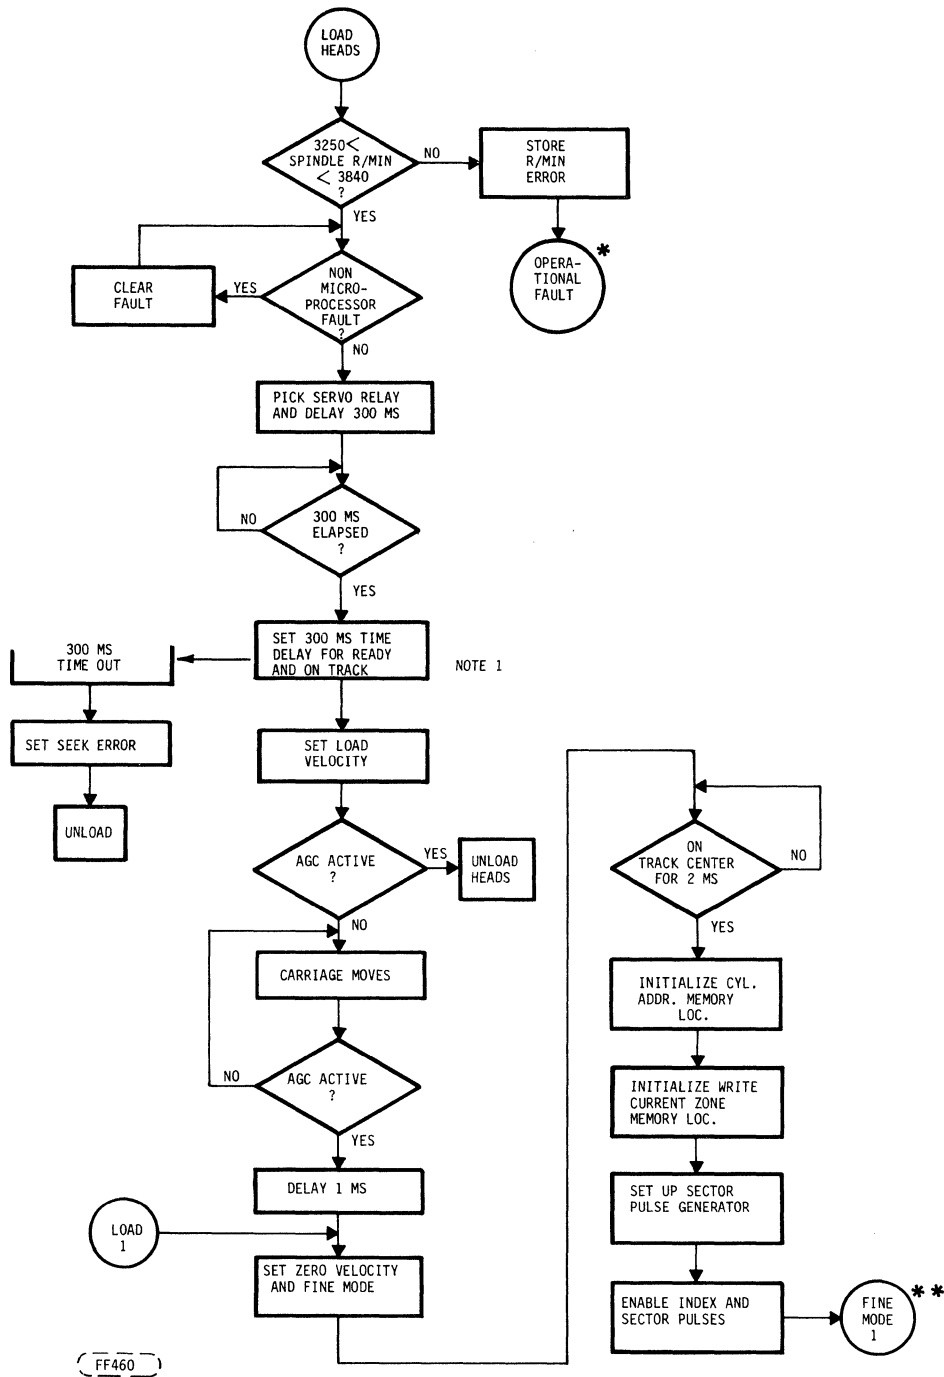 LOAD
HEADS
3250<
SPINDLE R/MIN
< 3840
?
NO
STORE
R/MIN
ERROR
YES
OPERA-
TIONAL
FAULT
*
NON
MICRO-
PROCESSOR
FAULT
?
YES
CLEAR
FAULT
NO
PICK SERVO RELAY
AND DELAY 300 MS
300 MS
ELAPSED
?
NO
YES
SET 300 MS TIME
DELAY FOR READY
AND ON TRACK
NOTE 1
300 MS
TIME OUT
SET SEEK ERROR
UNLOAD
SET LOAD
VELOCITY
AGC ACTIVE
?
YES
UNLOAD
HEADS
NO
CARRIAGE MOVES
AGC ACTIVE
?
NO
YES
DELAY 1 MS
LOAD
1
SET ZERO VELOCITY
AND FINE MODE
ON
TRACK CENTER
FOR 2 MS
NO
YES
INITIALIZE CYL.
ADDR. MEMORY
LOC.
INITIALIZE WRITE
CURRENT ZONE
MEMORY LOC.
SET UP SECTOR
PULSE GENERATOR
ENABLE INDEX AND
SECTOR PULSES
FINE
MODE
1
**
FF460